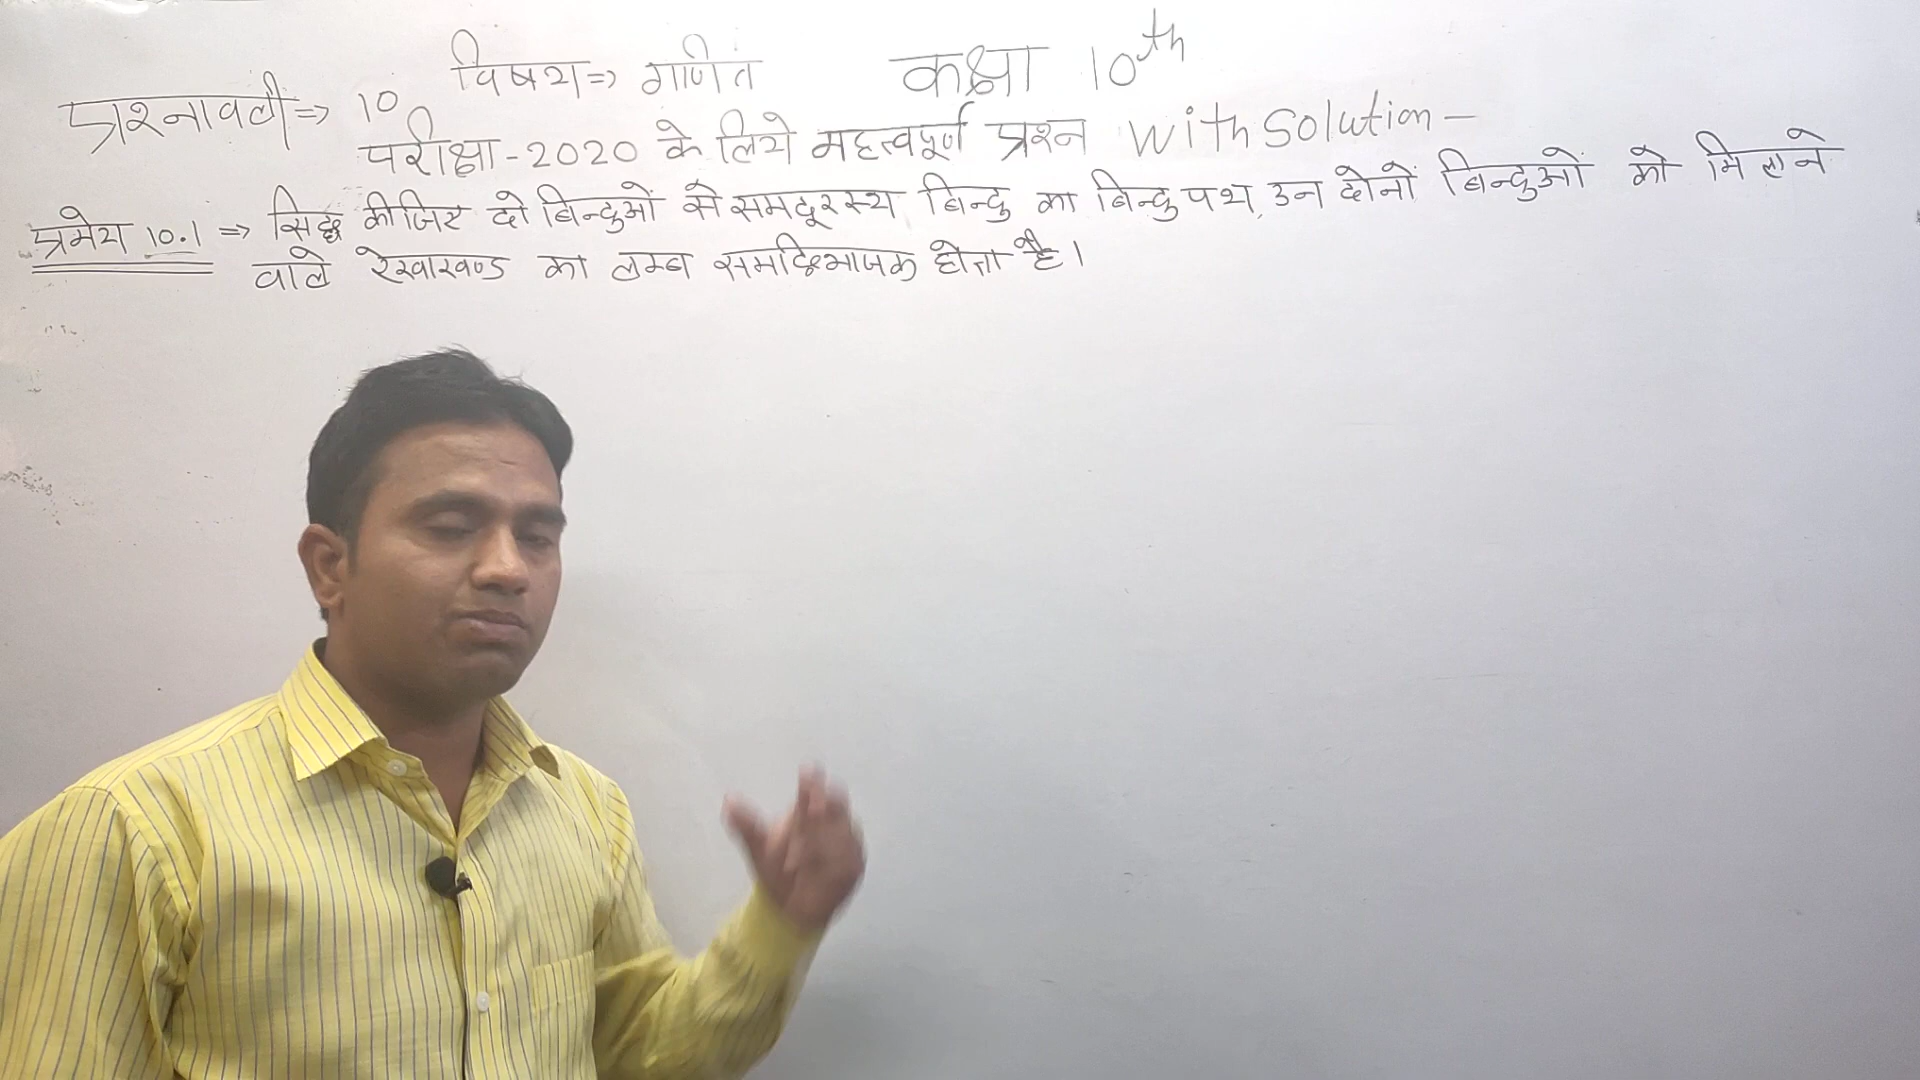 विषय => गणित कक्षा 10th
प्रश्नावली => 10
परीक्षा - 2020 के लिये महत्वपूर्ण प्रश्न With Solution -
प्रमेय 10.1 => सिद्ध कीजिए दो बिन्दुओं से समदूरस्थ बिन्दु का बिन्दुपथ, उन दोनों बिन्दुओं को मिलाने
वाले रेखाखण्ड का लम्ब समद्विभाजक होता है।